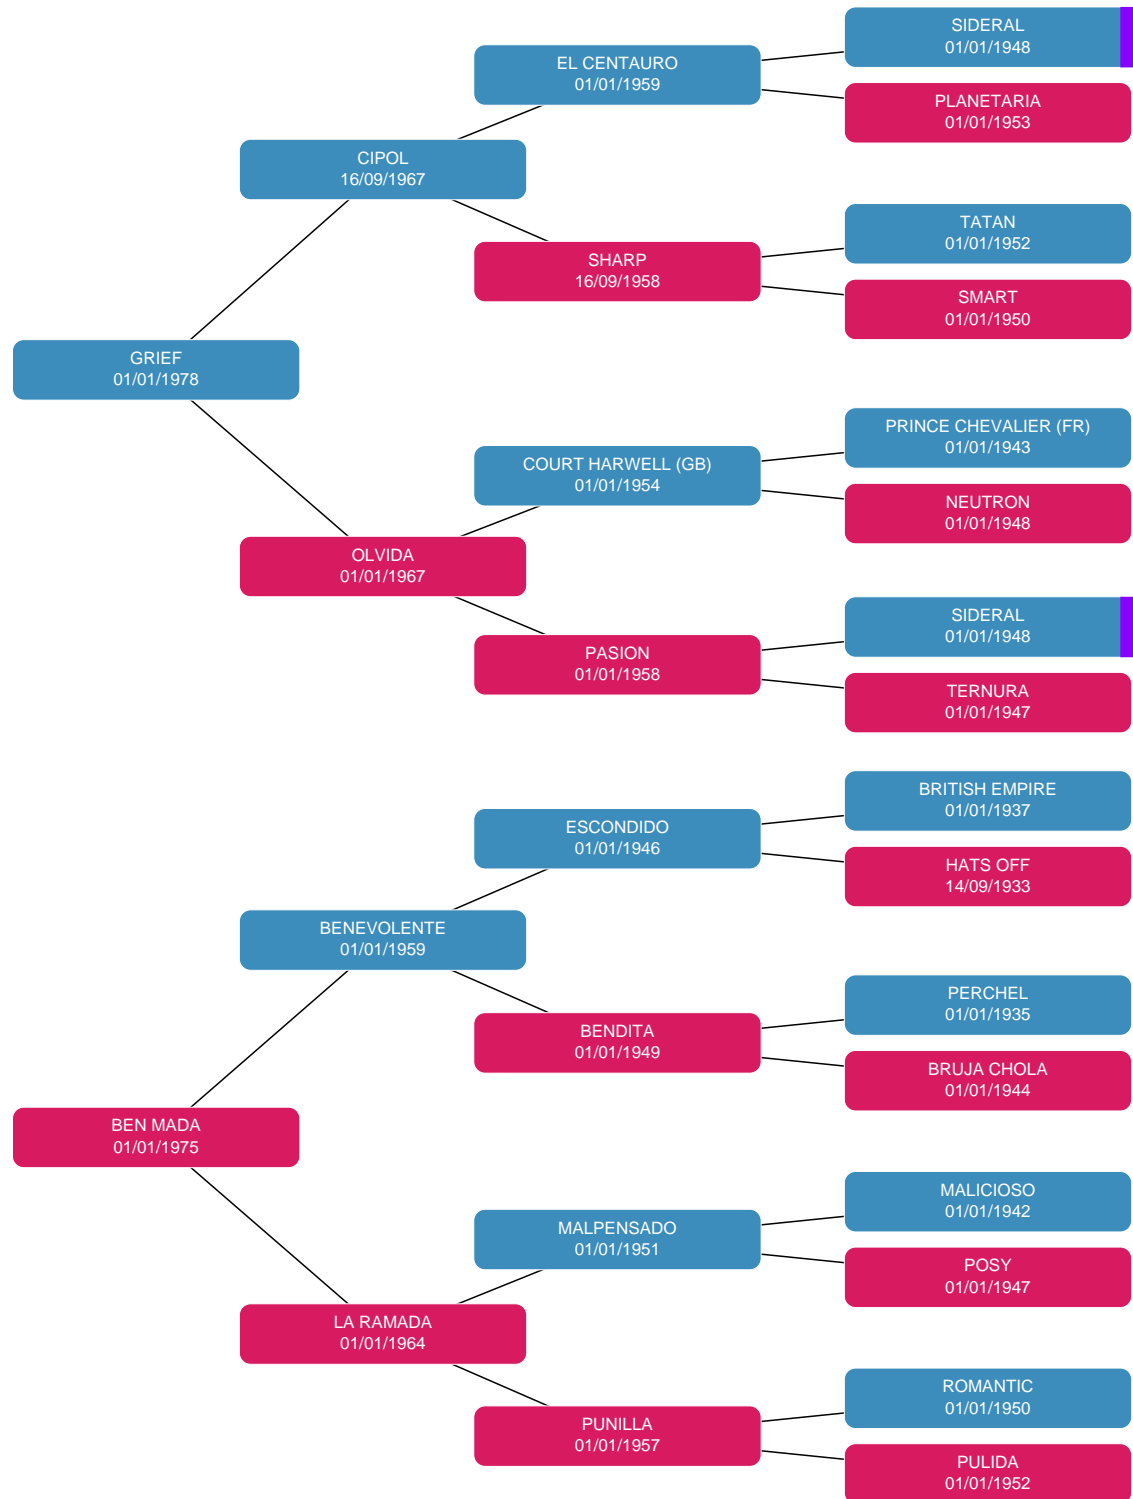 SIDERAL
01/01/1948
EL CENTAURO
01/01/1959
PLANETARIA
01/01/1953
CIPOL
16/09/1967
TATAN
01/01/1952
SHARP
16/09/1958
SMART
01/01/1950
GRIEF
01/01/1978
PRINCE CHEVALIER (FR)
01/01/1943
COURT HARWELL (GB)
01/01/1954
NEUTRON
01/01/1948
OLVIDA
01/01/1967
SIDERAL
01/01/1948
PASION
01/01/1958
TERNURA
01/01/1947
BRITISH EMPIRE
01/01/1937
ESCONDIDO
01/01/1946
HATS OFF
14/09/1933
BENEVOLENTE
01/01/1959
PERCHEL
01/01/1935
BENDITA
01/01/1949
BRUJA CHOLA
01/01/1944
BEN MADA
01/01/1975
MALICIOSO
01/01/1942
MALPENSADO
01/01/1951
POSY
01/01/1947
LA RAMADA
01/01/1964
ROMANTIC
01/01/1950
PUNILLA
01/01/1957
PULIDA
01/01/1952